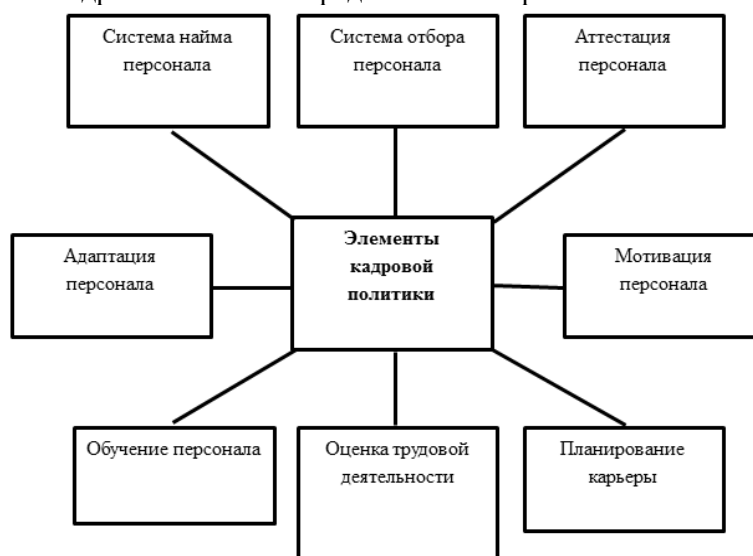 Система найма
персонала
Система отбора
персонала
Аттестация
персонала
Адаптация
персонала
Элементы
кадровой
политики
Мотивация
персонала
Обучение персонала
Оценка трудовой
деятельности
Планирование
карьеры